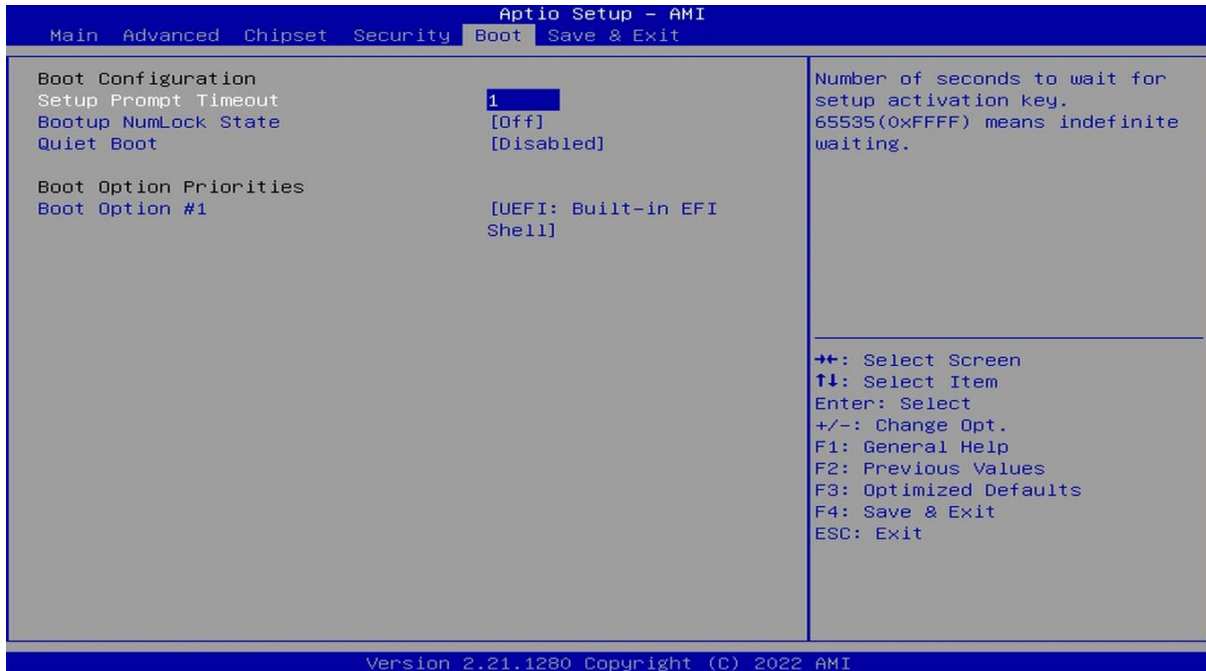 Aptio Setup – AMI
Main Advanced Chipset Security Boot Save & Exit
Boot Configuration
Setup Prompt Timeout 1
Bootup NumLock State [Off]
Quiet Boot [Disabled]
Boot Option Priorities
Boot Option #1 [UEFI: Built-in EFI
Shell]
Number of seconds to wait for
setup activation key.
65535(0xFFFF) means indefinite
waiting.
→←: Select Screen
↑↓: Select Item
Enter: Select
+/-: Change Opt.
F1: General Help
F2: Previous Values
F3: Optimized Defaults
F4: Save & Exit
ESC: Exit
Version 2.21.1280 Copyright (C) 2022 AMI